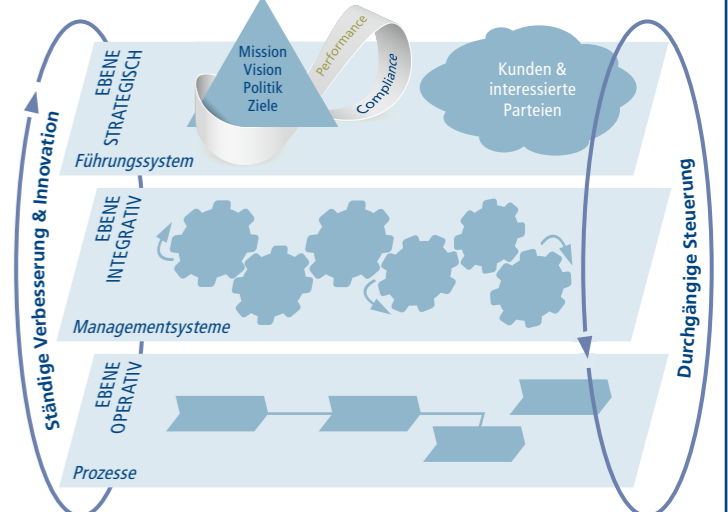 EBENE
STRATEGISCH
Mission
Vision
Politik
Ziele
Performance
Compliance
Kunden &
interessierte
Parteien
Führungssystem
Ständige Verbesserung & Innovation
EBENE
INTEGRATIV
Managementsysteme
Durchgängige Steuerung
EBENE
OPERATIV
Prozesse